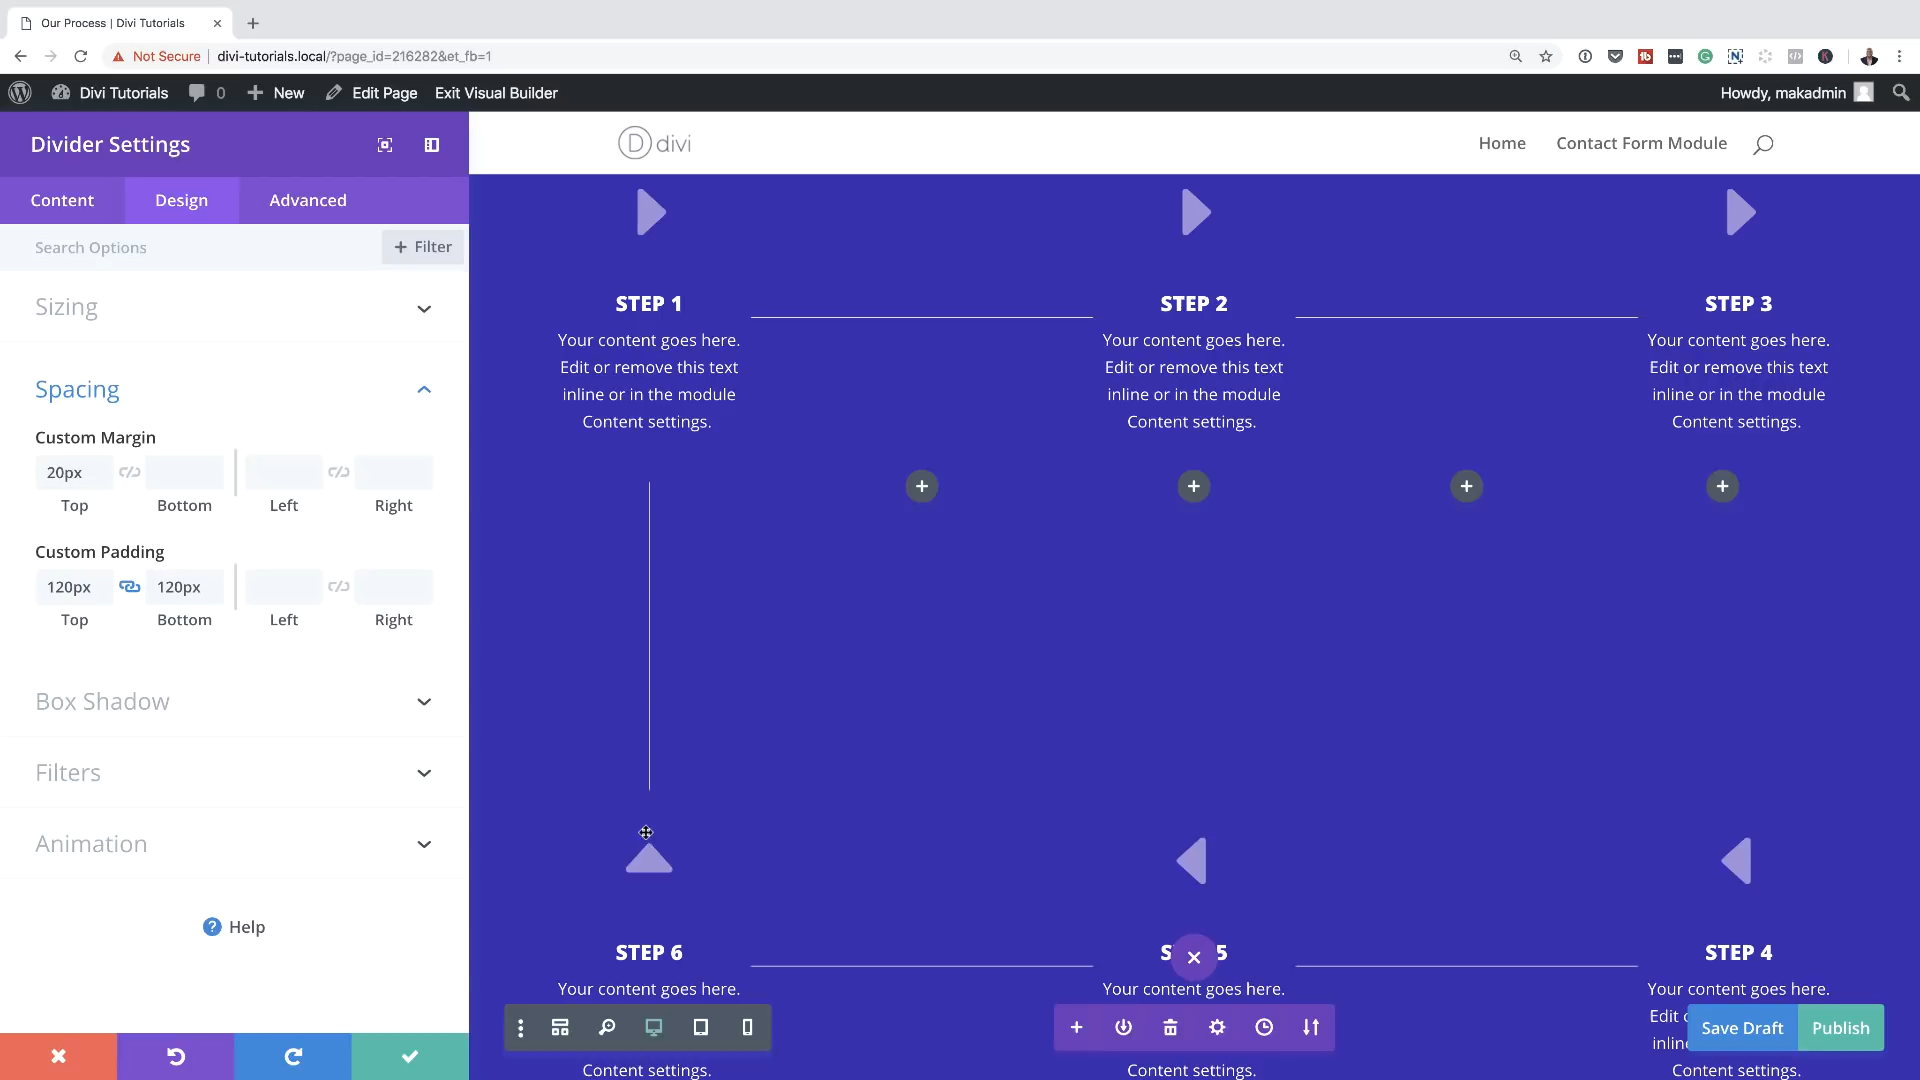 Our Process | Divi Tutorials
Not Secure
divi-tutorials.local/?page_id=216282&et_fb=1
Divi Tutorials
0
New
Edit Page
Exit Visual Builder
Howdy, makadmin
Divider Settings
Content
Design
Advanced
Search Options
+ Filter
Sizing
Spacing
Custom Margin
20px
Top
Bottom
Left
Right
Custom Padding
120px
120px
Top
Bottom
Left
Right
Box Shadow
Filters
Animation
? Help
D divi
Home
Contact Form Module
STEP 1
Your content goes here.
Edit or remove this text
inline or in the module
Content settings.
STEP 2
Your content goes here.
Edit or remove this text
inline or in the module
Content settings.
STEP 3
Your content goes here.
Edit or remove this text
inline or in the module
Content settings.
STEP 6
Your content goes here.
Content settings.
S 5
Your content goes here.
Content settings.
STEP 4
Your content goes here.
Edit
inline
Content settings.
Save Draft
Publish